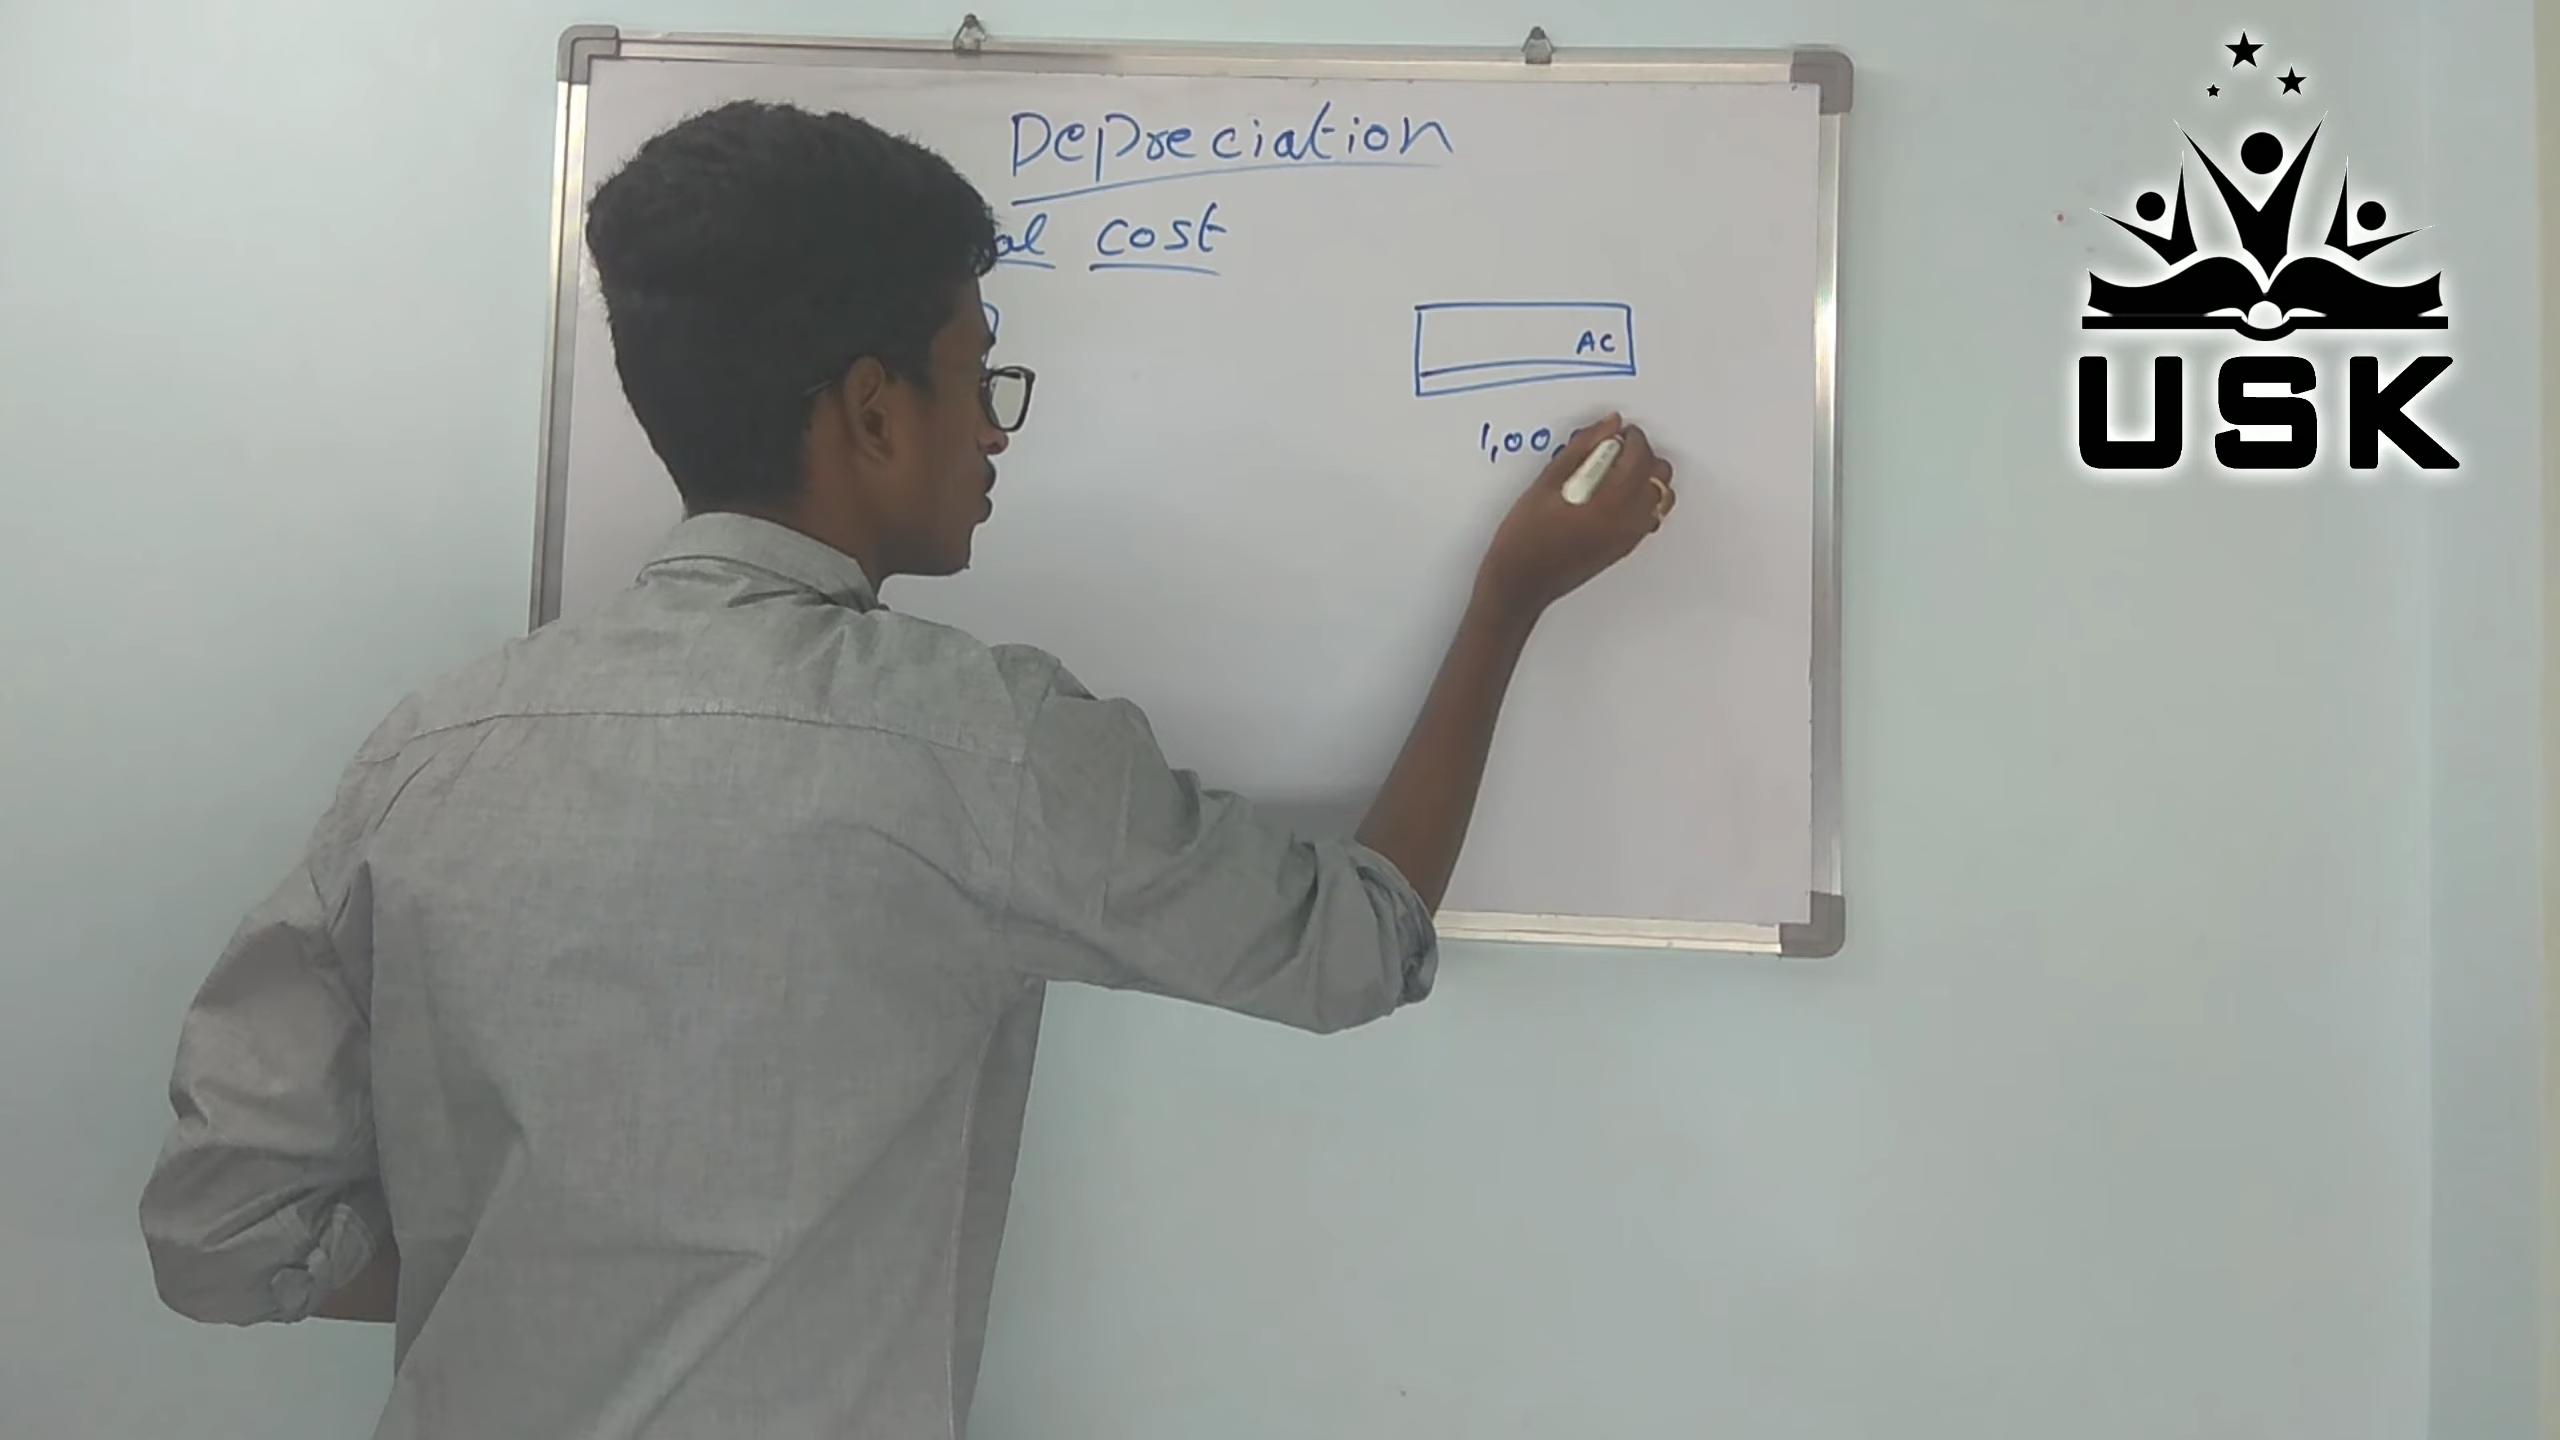 Depreciation
cost
AC
1,00,
USK